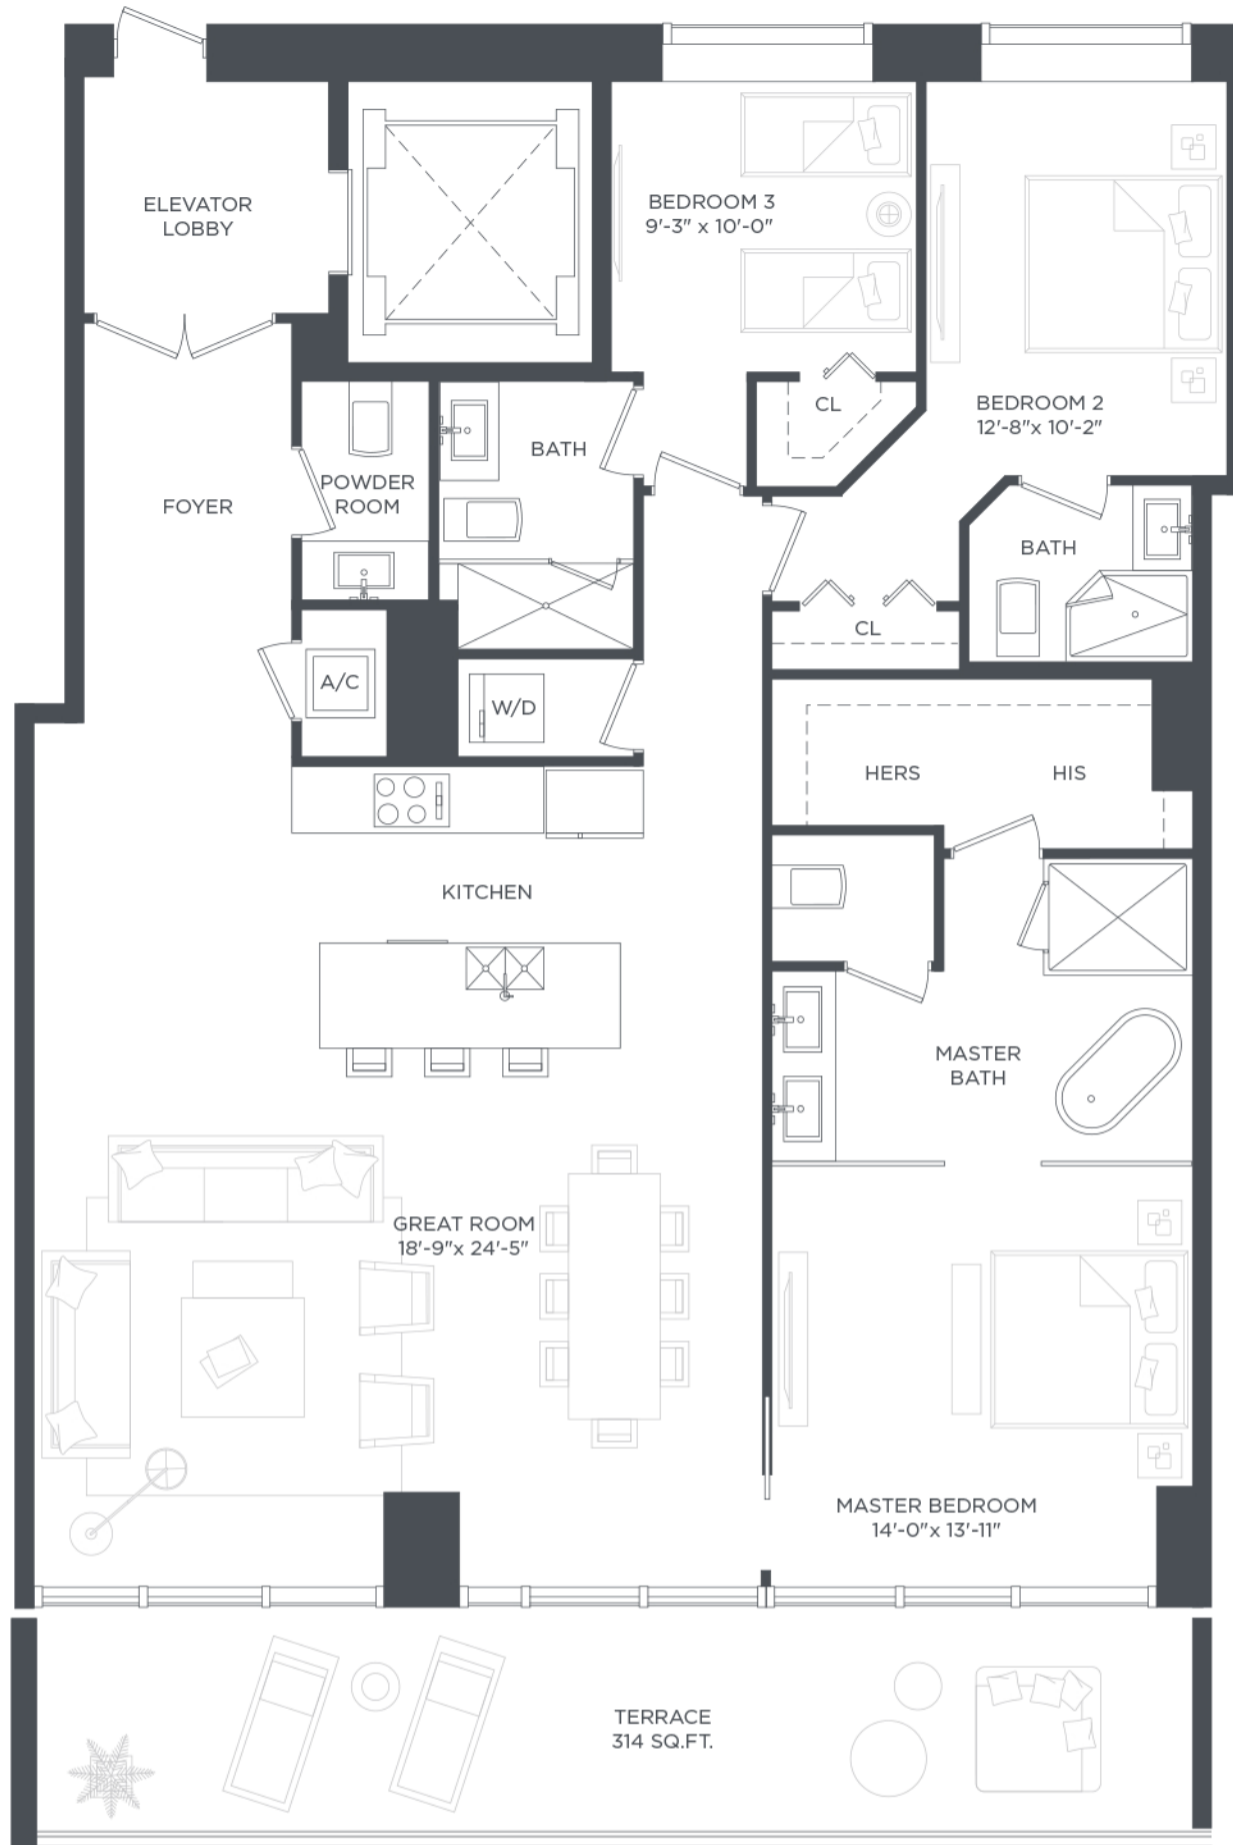 ELEVATOR
LOBBY
BEDROOM 3
9'-3" x 10'-0"
BEDROOM 2
12'-8"x 10'-2"
CL
BATH
POWDER
ROOM
FOYER
BATH
CL
A/C
W/D
HERS
HIS
KITCHEN
MASTER
BATH
GREAT ROOM
18'-9"x 24'-5"
MASTER BEDROOM
14'-0"x 13'-11"
TERRACE
314 SQ.FT.